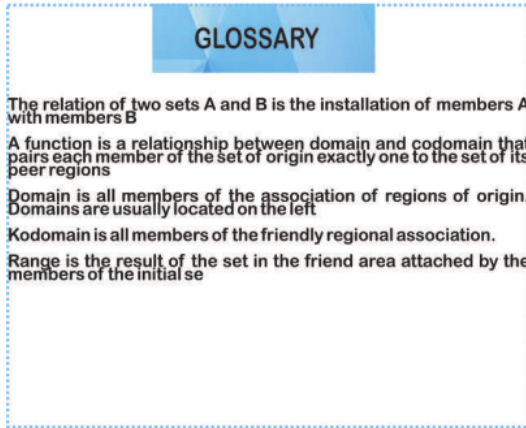 GLOSSARY
The relation of two sets A and B is the installation of members A
with members B
A function is a relationship between domain and codomain that
pairs each member of the set of origin exactly one to the set of its
peer regions
Domain is all members of the association of regions of origin.
Domains are usually located on the left
Kodomain is all members of the friendly regional association.
Range is the result of the set in the friend area attached by the
members of the initial se